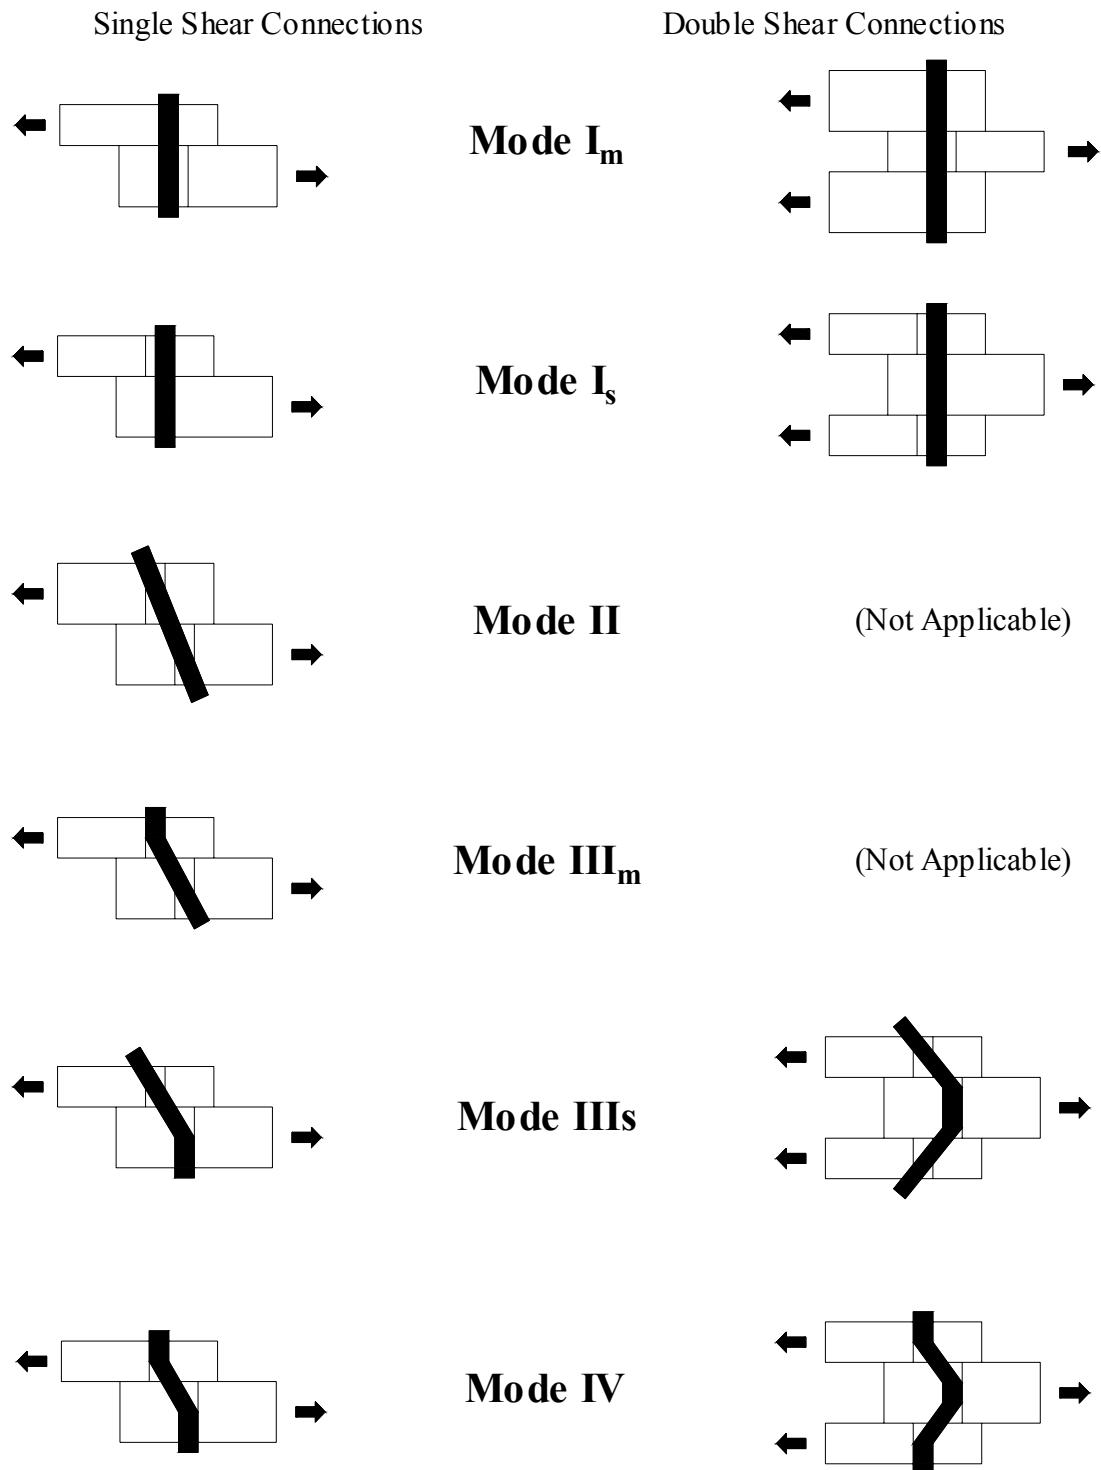 Single Shear Connections
Double Shear Connections
Mode Im
Mode Is
Mode II
(Not Applicable)
Mode IIIm
(Not Applicable)
Mode IIIs
Mode IV